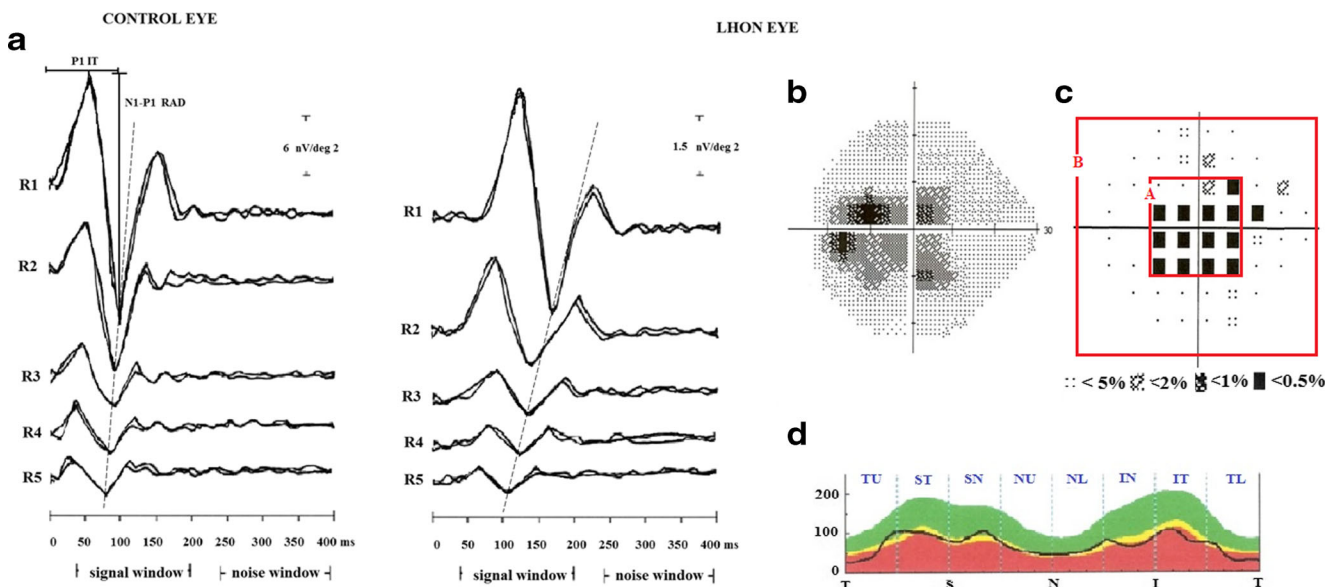 CONTROL EYE
LHON EYE
a
P1 IT
N1-P1 RAD
6 nV/deg 2
R1
R2
R3
R4
R5
0 50 100 150 200 250 300 350 400 ms
signal window
noise window
1.5 nV/deg 2
R1
R2
R3
R4
R5
0 50 100 150 200 250 300 350 400 ms
signal window
noise window
b
30
c
B
A
< 5% <2% <1% <0.5%
d
TU ST SN NU NL IN IT TL
200
100
0
T S N I T